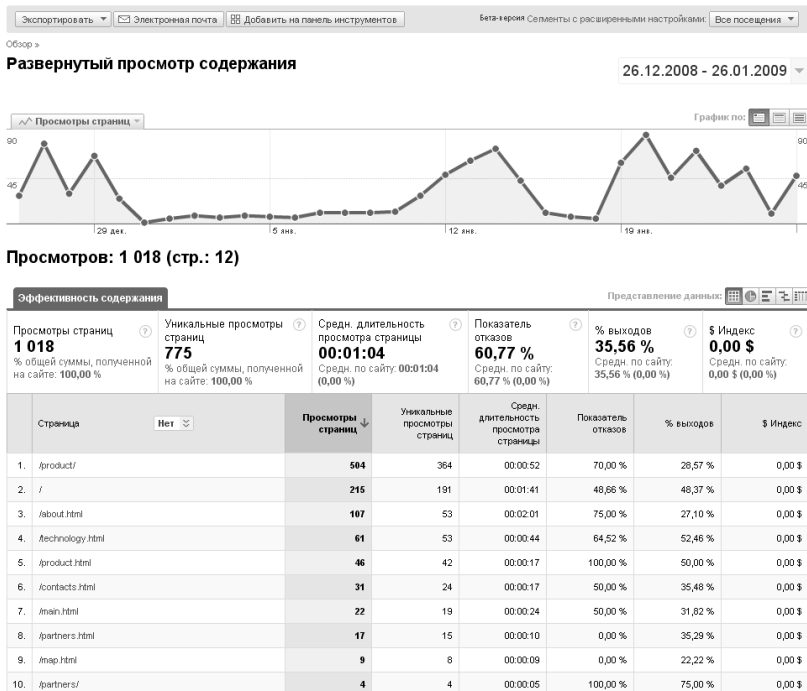 Экспортировать Электронная почта Добавить на панель инструментов Бета-версия Сегменты с расширенными настройками: Все посещения
Обзор »
Развернутый просмотр содержания
26.12.2008 - 26.01.2009
Просмотры страниц График по:
90 90
45 45
29 дек. 5 янв. 12 янв. 19 янв.
Просмотров: 1 018 (стр.: 12)
Эффективность содержания Представление данных:
Просмотры страниц ?
1 018
% общей суммы, полученной
на сайте: 100,00 %
Уникальные просмотры ?
страниц
775
% общей суммы, полученной
на сайте: 100,00 %
Средн. длительность ?
просмотра страницы
00:01:04
Средн. по сайту: 00:01:04
(0,00 %)
Показатель ?
отказов
60,77 %
Средн. по сайту:
60,77 % (0,00 %)
% выходов ?
35,56 %
Средн. по сайту:
35,56 % (0,00 %)
$ Индекс ?
0,00 $
Средн. по сайту:
0,00 $ (0,00 %)
Страница Нет
Просмотры
страниц
Уникальные
просмотры
страниц
Средн.
длительность
просмотра
страницы
Показатель
отказов
% выходов
$ Индекс
1. /product/ 504 364 00:00:52 70,00 % 28,57 % 0,00 $
2. / 215 191 00:01:41 48,66 % 48,37 % 0,00 $
3. /about.html 107 53 00:02:01 75,00 % 27,10 % 0,00 $
4. /technology.html 61 53 00:00:44 64,52 % 52,46 % 0,00 $
5. /product.html 46 42 00:00:17 100,00 % 50,00 % 0,00 $
6. /contacts.html 31 24 00:00:17 50,00 % 35,48 % 0,00 $
7. /main.html 22 19 00:00:24 50,00 % 31,82 % 0,00 $
8. /partners.html 17 15 00:00:10 0,00 % 35,29 % 0,00 $
9. /map.html 9 8 00:00:09 0,00 % 22,22 % 0,00 $
10. /partners/ 4 4 00:00:05 100,00 % 75,00 % 0,00 $